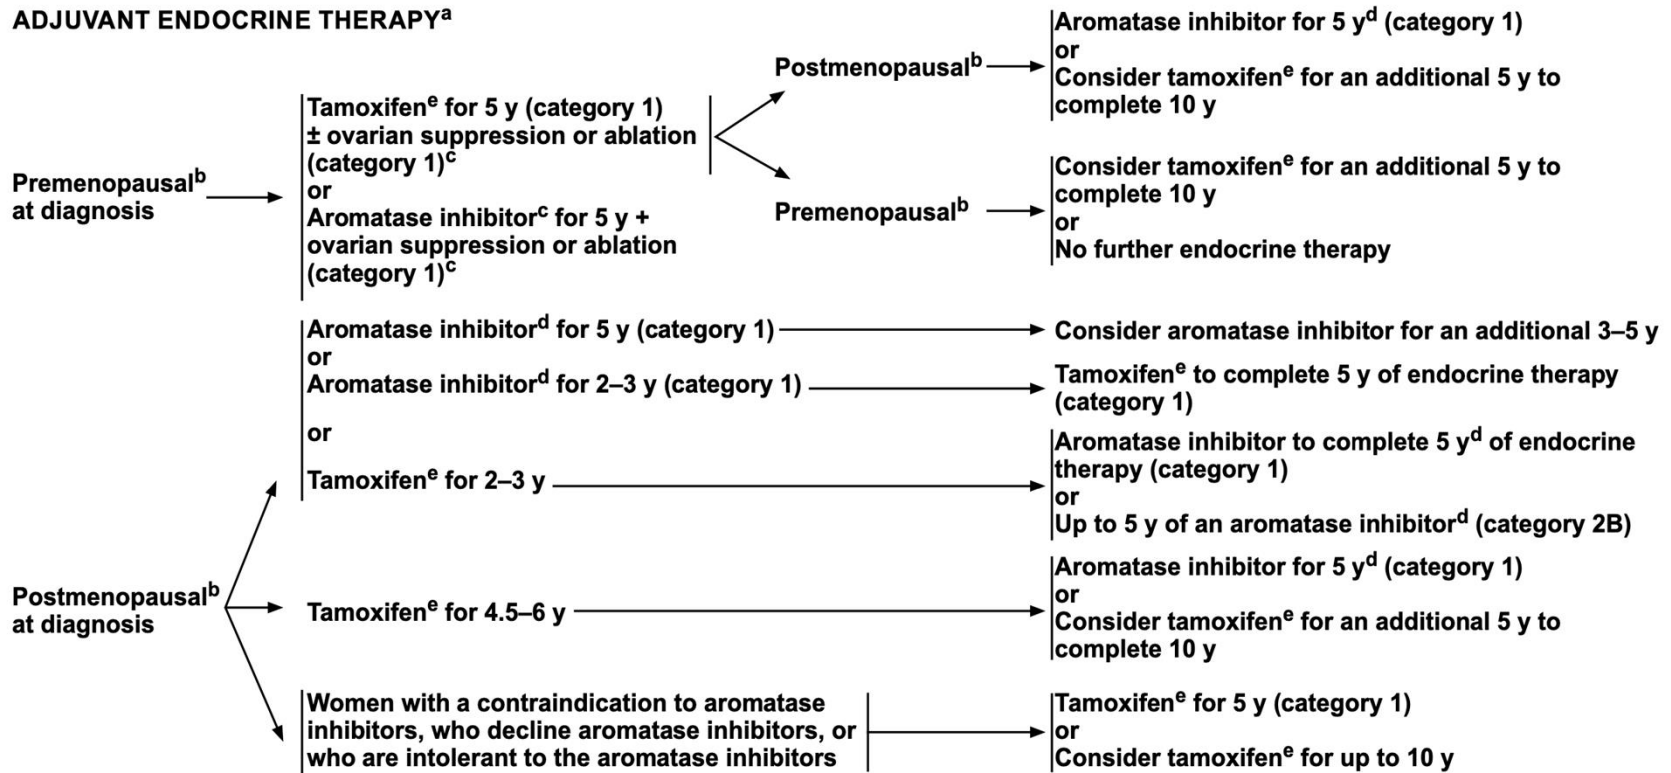 ADJUVANT ENDOCRINE THERAPYa
Premenopausalb
at diagnosis
Tamoxifene for 5 y (category 1)
± ovarian suppression or ablation
(category 1)c
or
Aromatase inhibitorc for 5 y +
ovarian suppression or ablation
(category 1)c
Postmenopausalb
Aromatase inhibitor for 5 yd (category 1)
or
Consider tamoxifene for an additional 5 y to
complete 10 y
Premenopausalb
Consider tamoxifene for an additional 5 y to
complete 10 y
or
No further endocrine therapy
Postmenopausalb
at diagnosis
Aromatase inhibitord for 5 y (category 1)
Consider aromatase inhibitor for an additional 3–5 y
or
Aromatase inhibitord for 2–3 y (category 1)
Tamoxifene to complete 5 y of endocrine therapy
(category 1)
or
Tamoxifene for 2–3 y
Aromatase inhibitor to complete 5 yd of endocrine
therapy (category 1)
or
Up to 5 y of an aromatase inhibitord (category 2B)
Tamoxifene for 4.5–6 y
Aromatase inhibitor for 5 yd (category 1)
or
Consider tamoxifene for an additional 5 y to
complete 10 y
Women with a contraindication to aromatase
inhibitors, who decline aromatase inhibitors, or
who are intolerant to the aromatase inhibitors
Tamoxifene for 5 y (category 1)
or
Consider tamoxifene for up to 10 y